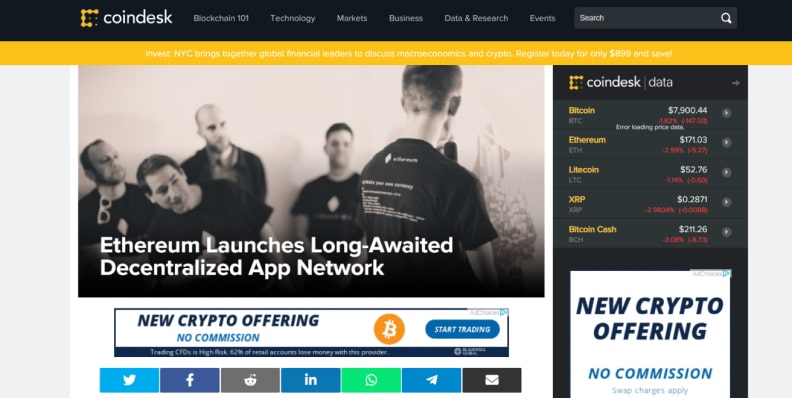 coindesk
Blockchain 101
Technology
Markets
Business
Data & Research
Events
Search
Invest: NYC brings together global financial leaders to discuss macroeconomics and crypto. Register today for only $899 and save!
ethereum
Ethereum Launches Long-Awaited
Decentralized App Network
AdChoices
NEW CRYPTO OFFERING
NO COMMISSION
START TRADING
Trading CFDs is High Risk. 62% of retail accounts lose money with this provider.
coindesk | data
Bitcoin $7,900.44
BTC -1.82% (-147.03)
Error loading price data.
Ethereum $171.03
ETH -2.99% (-5.27)
Litecoin $52.76
LTC -1.14% (-0.60)
XRP $0.2871
XRP -2.9804% (-0.0088)
Bitcoin Cash $211.26
BCH -3.08% (-6.73)
AdChoices
NEW CRYPTO
OFFERING
NO COMMISSION
Swap charges apply